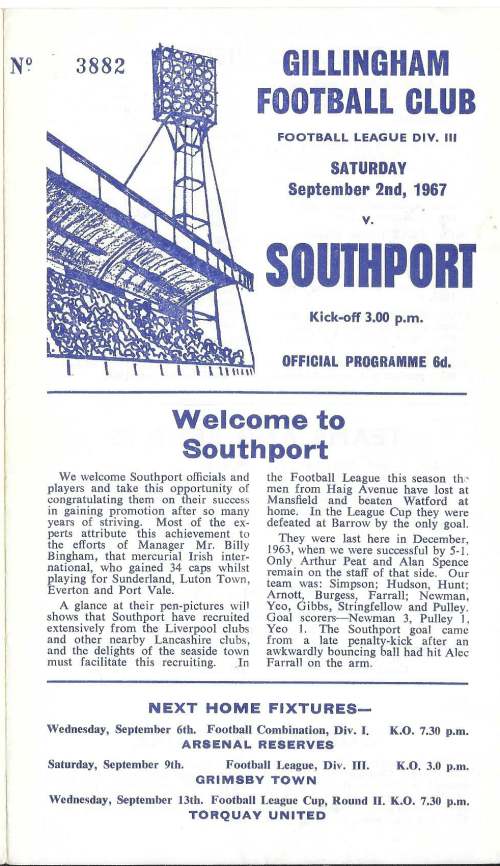 Nº 3882
GILLINGHAM
FOOTBALL CLUB
FOOTBALL LEAGUE DIV. III
SATURDAY
September 2nd, 1967
v.
SOUTHPORT
Kick-off 3.00 p.m.
OFFICIAL PROGRAMME 6d.
Welcome to
Southport
We welcome Southport officials and
players and take this opportunity of
congratulating them on their success
in gaining promotion after so many
years of striving. Most of the ex-
perts attribute this achievement to
the efforts of Manager Mr. Billy
Bingham, that mercurial Irish inter-
national, who gained 34 caps whilst
playing for Sunderland, Luton Town,
Everton and Port Vale.
A glance at their pen-pictures will
shows that Southport have recruited
extensively from the Liverpool clubs
and other nearby Lancashire clubs,
and the delights of the seaside town
must facilitate this recruiting. In
the Football League this season the
men from Haig Avenue have lost at
Mansfield and beaten Watford at
home. In the League Cup they were
defeated at Barrow by the only goal.
They were last here in December,
1963, when we were successful by 5-1.
Only Arthur Peat and Alan Spence
remain on the staff of that side. Our
team was: Simpson; Hudson, Hunt;
Arnott, Burgess, Farrall; Newman,
Yeo, Gibbs, Stringfellow and Pulley.
Goal scorers—Newman 3, Pulley 1,
Yeo 1. The Southport goal came
from a late penalty-kick after an
awkwardly bouncing ball had hit Alec
Farrall on the arm.
NEXT HOME FIXTURES—
Wednesday, September 6th. Football Combination, Div. I. K.O. 7.30 p.m.
ARSENAL RESERVES
Saturday, September 9th. Football League, Div. III. K.O. 3.0 p.m.
GRIMSBY TOWN
Wednesday, September 13th. Football League Cup, Round II. K.O. 7.30 p.m.
TORQUAY UNITED